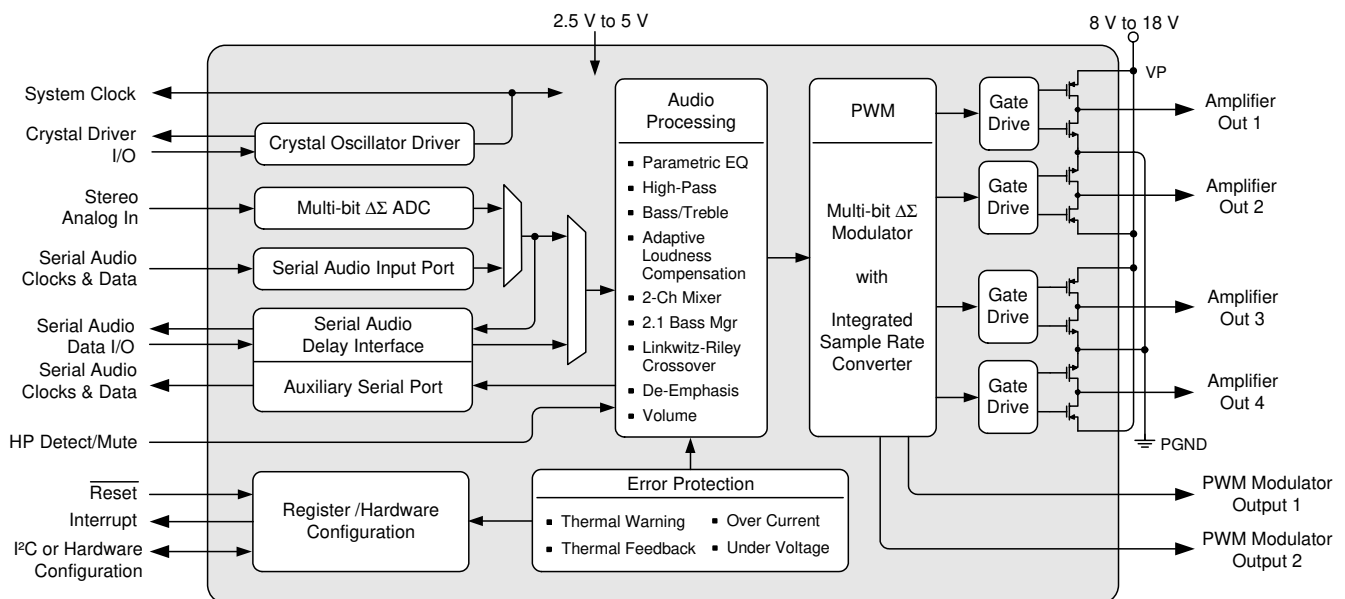 2.5 V to 5 V
8 V to 18 V
VP
System Clock
Crystal Driver
I/O
Crystal Oscillator Driver
Stereo
Analog In
Multi-bit ΔΣ ADC
Serial Audio
Clocks & Data
Serial Audio Input Port
Serial Audio
Data I/O
Serial Audio
Delay Interface
Serial Audio
Clocks & Data
Auxiliary Serial Port
HP Detect/Mute
Reset
Interrupt
I²C or Hardware
Configuration
Register /Hardware
Configuration
Audio
Processing
▪ Parametric EQ
▪ High-Pass
▪ Bass/Treble
▪ Adaptive
Loudness
Compensation
▪ 2-Ch Mixer
▪ 2.1 Bass Mgr
▪ Linkwitz-Riley
Crossover
▪ De-Emphasis
▪ Volume
Error Protection
▪ Thermal Warning
▪ Over Current
▪ Thermal Feedback
▪ Under Voltage
PWM
Multi-bit ΔΣ
Modulator
with
Integrated
Sample Rate
Converter
Gate
Drive
Gate
Drive
Gate
Drive
Gate
Drive
Amplifier
Out 1
Amplifier
Out 2
Amplifier
Out 3
Amplifier
Out 4
PGND
PWM Modulator
Output 1
PWM Modulator
Output 2